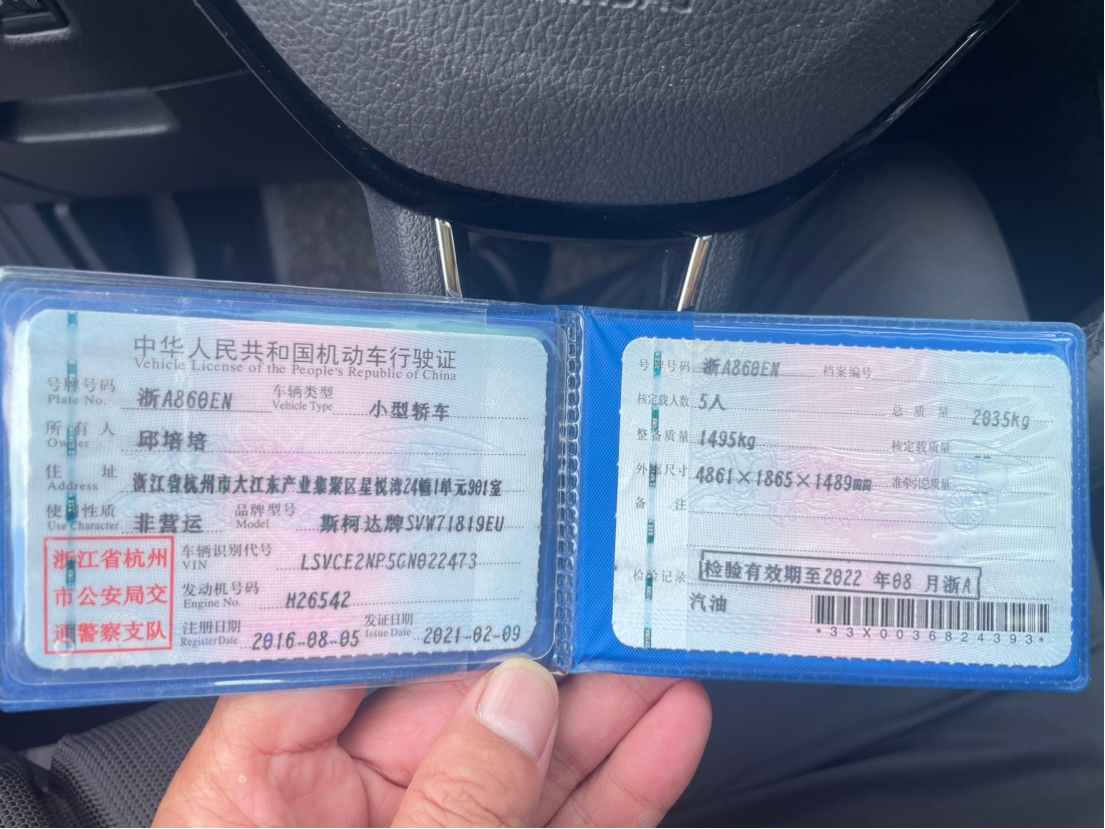 中华人民共和国机动车行驶证
Vehicle License of the People's Republic of China
号牌号码 浙A860EN 车辆类型 小型轿车
Plate No. Vehicle Type
所有人 邱培培
Owner
住址 浙江省杭州市大江东产业集聚区星悦湾24幢1单元901室
Address
使用性质 非营运 品牌型号 斯柯达牌SVW71819EU
Use Character Model
浙江省杭州
市公安局交
通警察支队
车辆识别代号 LSVCE2NP5GN022473
VIN
发动机号码 H26542
Engine No.
注册日期 2016-08-05 发证日期 2021-02-09
Register Date Issue Date
号牌号码 浙A860EN 档案编号
核定载人数 5人 总质量 2035kg
整备质量 1495kg 核定载质量 --
外廓尺寸 4861×1865×1489mm 准牵引总质量 --
备注
检验记录 检验有效期至2022年08月浙A
汽油
*33X0036824393*